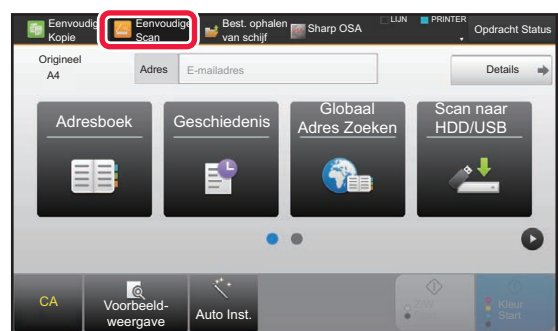 Eenvoudig
Kopie
Eenvoudige
Scan
Best. ophalen
van schijf
Sharp OSA
LIJN
PRINTER
Opdracht Status
Origineel
A4
Adres
E-mailadres
Details
Adresboek
Geschiedenis
Globaal
Adres Zoeken
Scan naar
HDD/USB
CA
Voorbeeld-
weergave
Auto Inst.
Kleur
Start